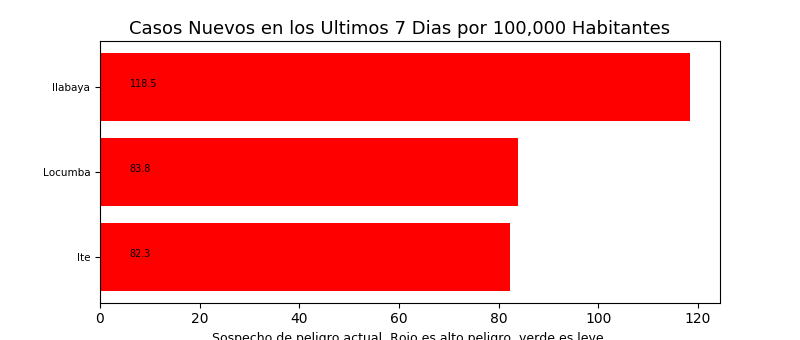 Casos Nuevos en los Ultimos 7 Dias por 100,000 Habitantes
Ilabaya
118.5
Locumba
83.8
Ite
82.3
0 20 40 60 80 100 120
Sospecho de peligro actual. Rojo es alto peligro, verde es leve